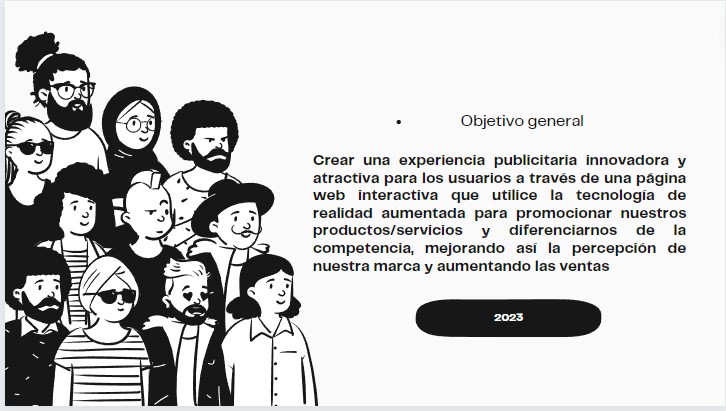 • Objetivo general
Crear una experiencia publicitaria innovadora y
atractiva para los usuarios a través de una página
web interactiva que utilice la tecnología de
realidad aumentada para promocionar nuestros
productos/servicios y diferenciarnos de la
competencia, mejorando así la percepción de
nuestra marca y aumentando las ventas
2023